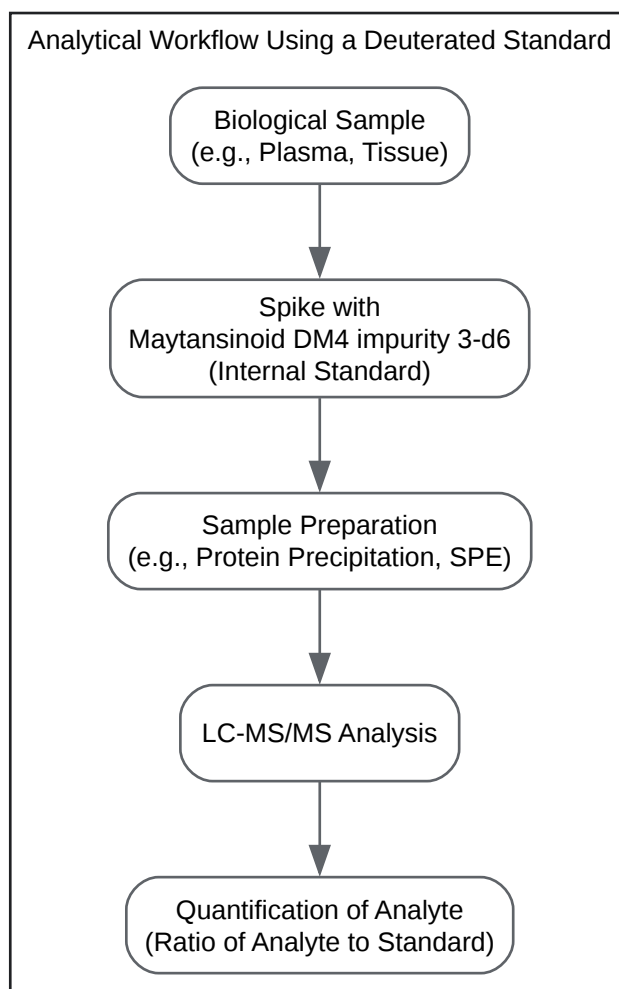 Analytical Workflow Using a Deuterated Standard
Biological Sample
(e.g., Plasma, Tissue)
Spike with
Maytansinoid DM4 impurity 3-d6
(Internal Standard)
Sample Preparation
(e.g., Protein Precipitation, SPE)
LC-MS/MS Analysis
Quantification of Analyte
(Ratio of Analyte to Standard)